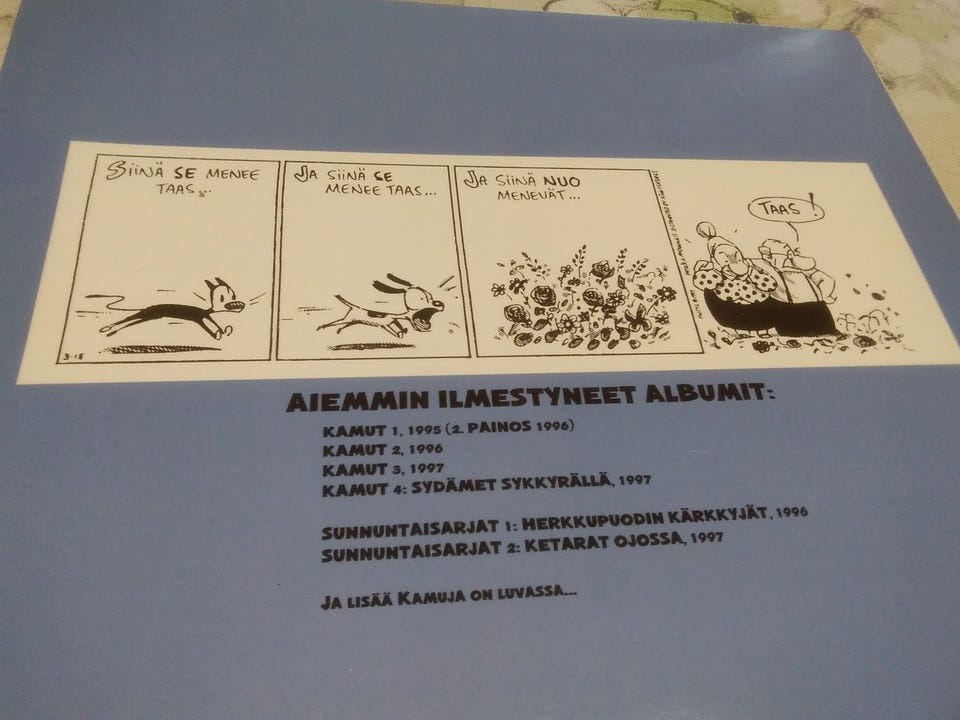 SIINÄ SE MENEE
TAAS...
JA SIINÄ SE
MENEE TAAS...
JA SIINÄ NUO
MENEVÄT...
TAAS!
3-15
AIEMMIN ILMESTYNEET ALBUMIT:
KAMUT 1, 1995 (2. PAINOS 1996)
KAMUT 2, 1996
KAMUT 3, 1997
KAMUT 4: SYDÄMET SYKKYRÄLLÄ, 1997
SUNNUNTAISARJAT 1: HERKKUPUODIN KÄRKKYJÄT, 1996
SUNNUNTAISARJAT 2: KETARAT OJOSSA, 1997
JA LISÄÄ KAMUJA ON LUVASSA...